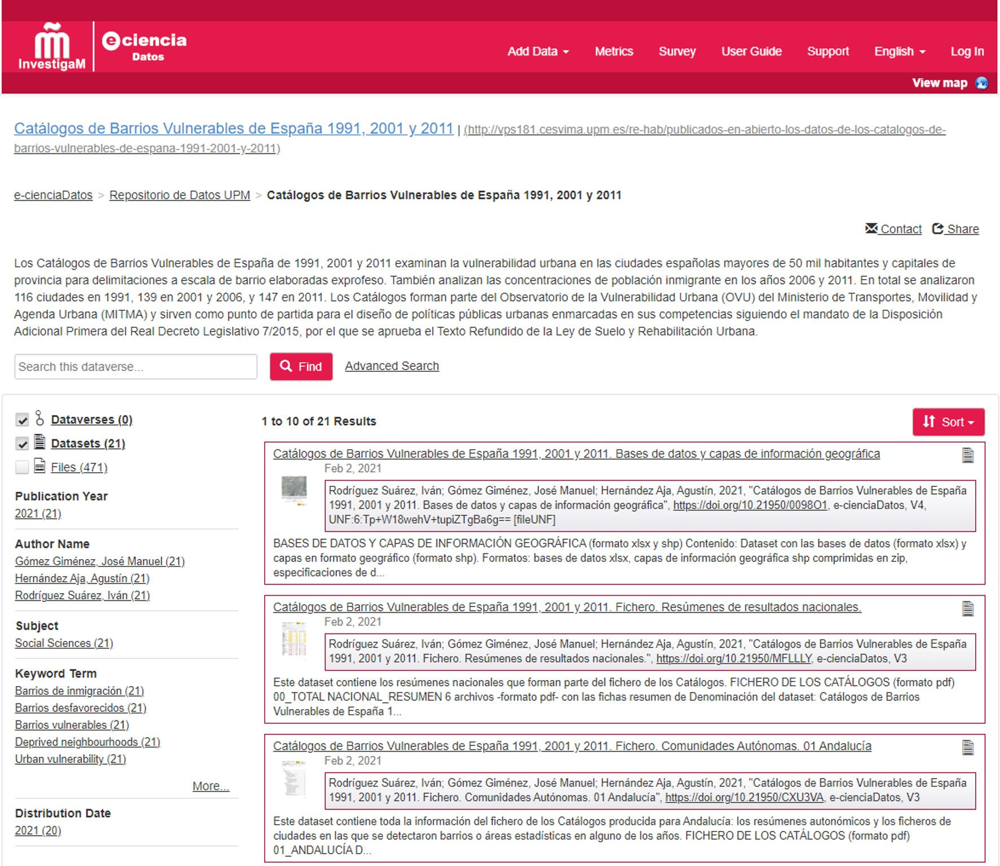 InvestigaM
eciencia
Datos
Add Data
Metrics
Survey
User Guide
Support
English
Log In
View map
Catálogos de Barrios Vulnerables de España 1991, 2001 y 2011 | (http://vps181.cesvima.upm.es/re-hab/publicados-en-abierto-los-datos-de-los-catalogos-de-
barrios-vulnerables-de-espana-1991-2001-y-2011)
e-cienciaDatos > Repositorio de Datos UPM > Catálogos de Barrios Vulnerables de España 1991, 2001 y 2011
Contact Share
Los Catálogos de Barrios Vulnerables de España de 1991, 2001 y 2011 examinan la vulnerabilidad urbana en las ciudades españolas mayores de 50 mil habitantes y capitales de
provincia para delimitaciones a escala de barrio elaboradas exprofeso. También analizan las concentraciones de población inmigrante en los años 2006 y 2011. En total se analizaron
116 ciudades en 1991, 139 en 2001 y 2006, y 147 en 2011. Los Catálogos forman parte del Observatorio de la Vulnerabilidad Urbana (OVU) del Ministerio de Transportes, Movilidad y
Agenda Urbana (MITMA) y sirven como punto de partida para el diseño de políticas públicas urbanas enmarcadas en sus competencias siguiendo el mandato de la Disposición
Adicional Primera del Real Decreto Legislativo 7/2015, por el que se aprueba el Texto Refundido de la Ley de Suelo y Rehabilitación Urbana.
Search this dataverse...
Find
Advanced Search
Dataverses (0)
Datasets (21)
Files (471)
Publication Year
2021 (21)
Author Name
Gómez Giménez, José Manuel (21)
Hernández Aja, Agustín (21)
Rodríguez Suárez, Iván (21)
Subject
Social Sciences (21)
Keyword Term
Barrios de inmigración (21)
Barrios desfavorecidos (21)
Barrios vulnerables (21)
Deprived neighbourhoods (21)
Urban vulnerability (21)
More...
Distribution Date
2021 (20)
1 to 10 of 21 Results
Sort
Catálogos de Barrios Vulnerables de España 1991, 2001 y 2011. Bases de datos y capas de información geográfica
Feb 2, 2021
Rodríguez Suárez, Iván; Gómez Giménez, José Manuel; Hernández Aja, Agustín, 2021, "Catálogos de Barrios Vulnerables de España
1991, 2001 y 2011. Bases de datos y capas de información geográfica", https://doi.org/10.21950/0098O1, e-cienciaDatos, V4,
UNF:6:Tp+W18wehV+tupiZTgBa6g== [fileUNF]
BASES DE DATOS Y CAPAS DE INFORMACIÓN GEOGRÁFICA (formato xlsx y shp) Contenido: Dataset con las bases de datos (formato xlsx) y
capas en formato geográfico (formato shp). Formatos: bases de datos xlsx, capas de información geográfica shp comprimidas en zip,
especificaciones de d...
Catálogos de Barrios Vulnerables de España 1991, 2001 y 2011. Fichero. Resúmenes de resultados nacionales.
Feb 2, 2021
Rodríguez Suárez, Iván; Gómez Giménez, José Manuel; Hernández Aja, Agustín, 2021, "Catálogos de Barrios Vulnerables de España
1991, 2001 y 2011. Fichero. Resúmenes de resultados nacionales.", https://doi.org/10.21950/MFLLLY, e-cienciaDatos, V3
Este dataset contiene los resúmenes nacionales que forman parte del fichero de los Catálogos. FICHERO DE LOS CATÁLOGOS (formato pdf)
00_TOTAL NACIONAL_RESUMEN 6 archivos -formato pdf- con las fichas resumen de Denominación del dataset: Catálogos de Barrios
Vulnerables de España 1...
Catálogos de Barrios Vulnerables de España 1991, 2001 y 2011. Fichero. Comunidades Autónomas. 01 Andalucía
Feb 2, 2021
Rodríguez Suárez, Iván; Gómez Giménez, José Manuel; Hernández Aja, Agustín, 2021, "Catálogos de Barrios Vulnerables de España
1991, 2001 y 2011. Fichero. Comunidades Autónomas. 01 Andalucía", https://doi.org/10.21950/CXU3VA, e-cienciaDatos, V3
Este dataset contiene toda la información del fichero de los Catálogos producida para Andalucía: los resúmenes autonómicos y los ficheros de
ciudades en las que se detectaron barrios o áreas estadísticas en alguno de los años. FICHERO DE LOS CATÁLOGOS (formato pdf)
01_ANDALUCÍA D...